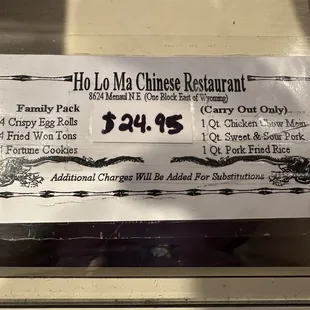 Ho Lo Ma Chinese Restaurant
8624 Menaul N.E. (One Block East of Wyoming)
Family Pack
(Carry Out Only)
$24.95
4 Crispy Egg Rolls
4 Fried Won Tons
Fortune Cookies
1 Qt. Chicken Chow Mein
1 Qt. Sweet & Sour Pork
1 Qt. Pork Fried Rice
Additional Charges Will Be Added For Substitutions